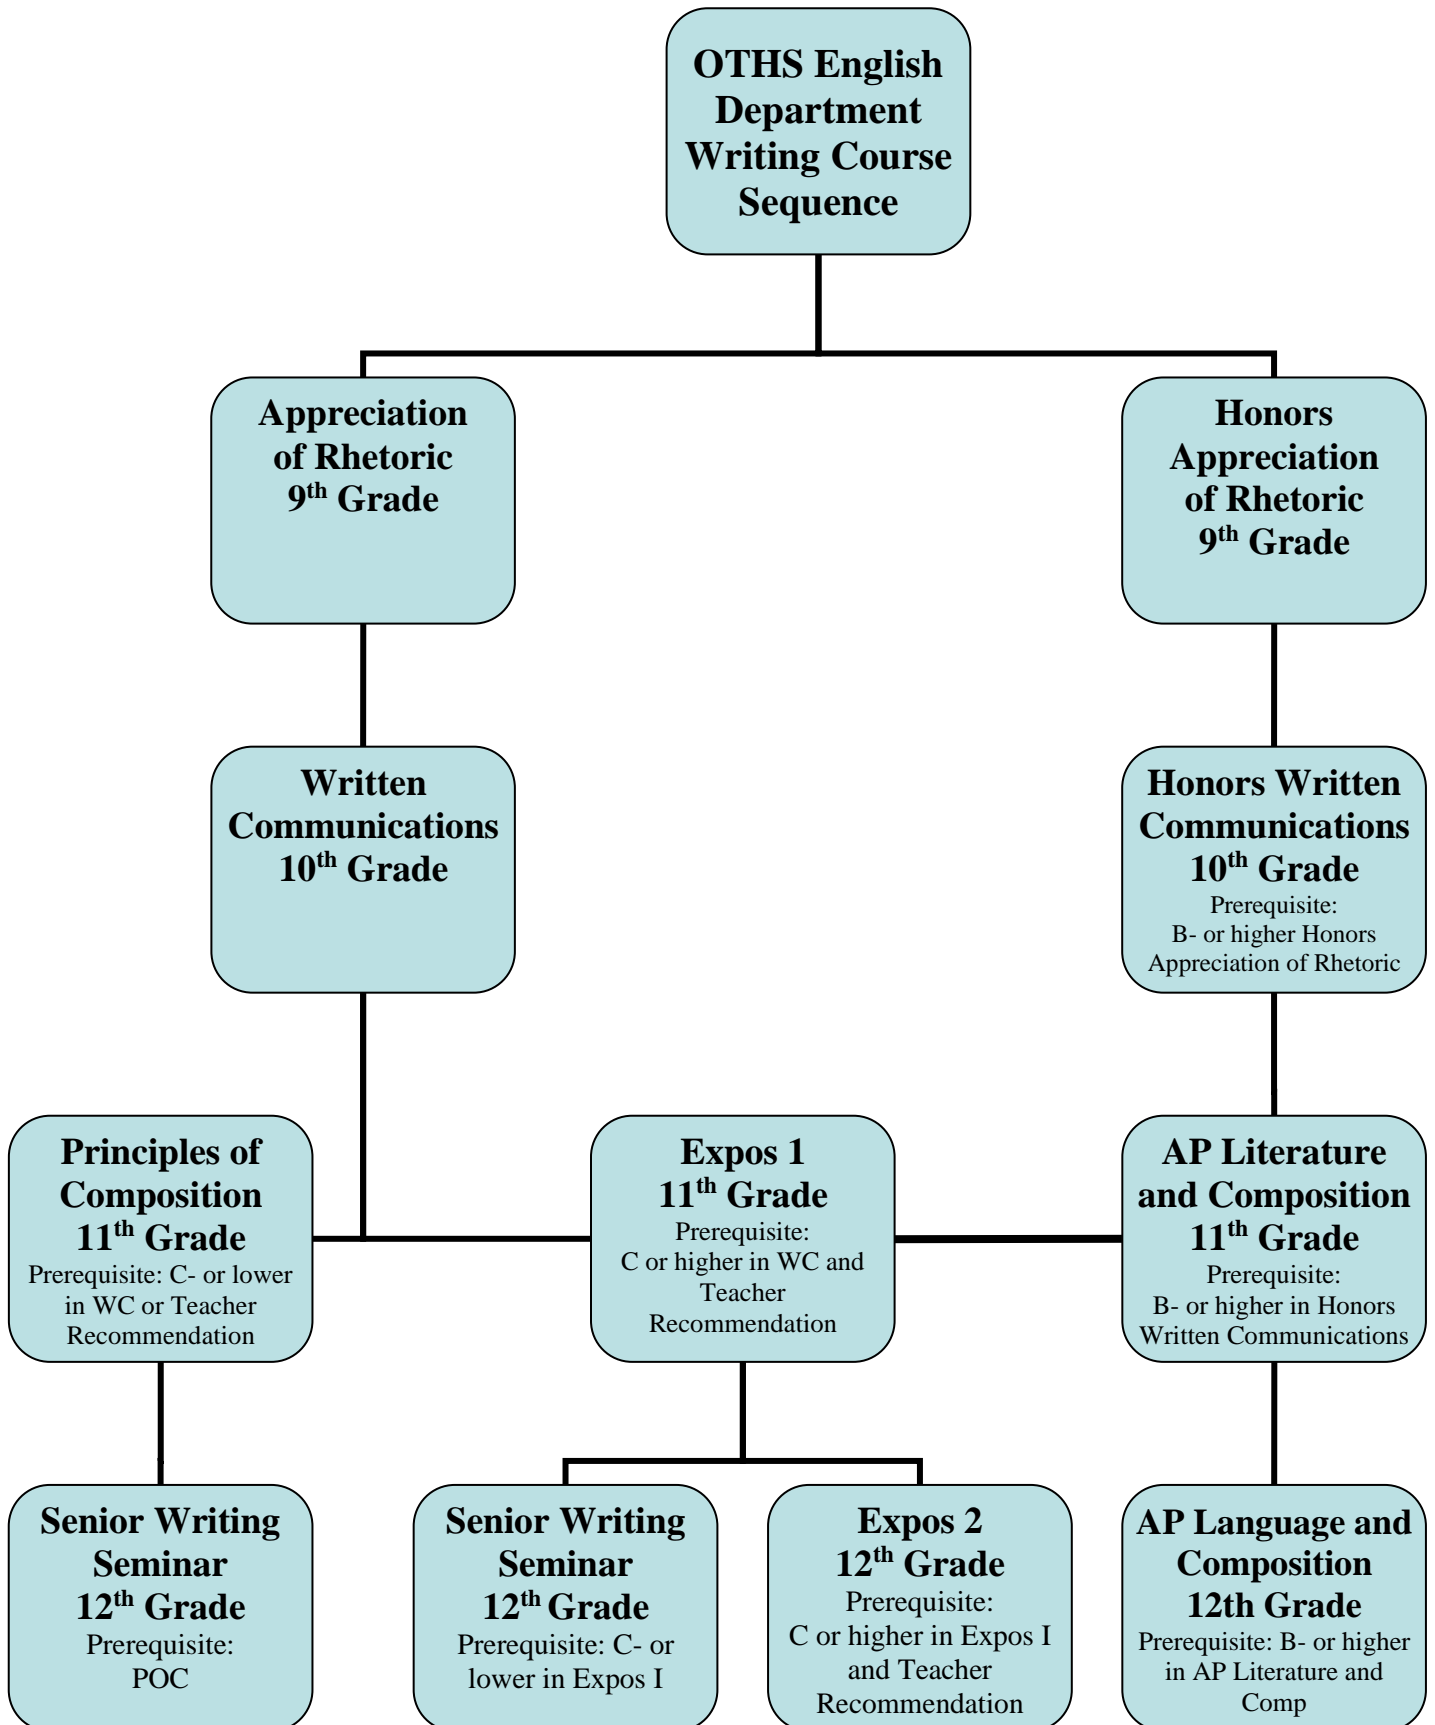 OTHS English
Department
Writing Course
Sequence
Appreciation
of Rhetoric
9th Grade
Honors
Appreciation
of Rhetoric
9th Grade
Written
Communications
10th Grade
Honors Written
Communications
10th Grade
Prerequisite:
B- or higher Honors
Appreciation of Rhetoric
Principles of
Composition
11th Grade
Prerequisite: C- or lower
in WC or Teacher
Recommendation
Expos 1
11th Grade
Prerequisite:
C or higher in WC and
Teacher
Recommendation
AP Literature
and Composition
11th Grade
Prerequisite:
B- or higher in Honors
Written Communications
Senior Writing
Seminar
12th Grade
Prerequisite:
POC
Senior Writing
Seminar
12th Grade
Prerequisite: C- or
lower in Expos I
Expos 2
12th Grade
Prerequisite:
C or higher in Expos I
and Teacher
Recommendation
AP Language and
Composition
12th Grade
Prerequisite: B- or higher
in AP Literature and
Comp